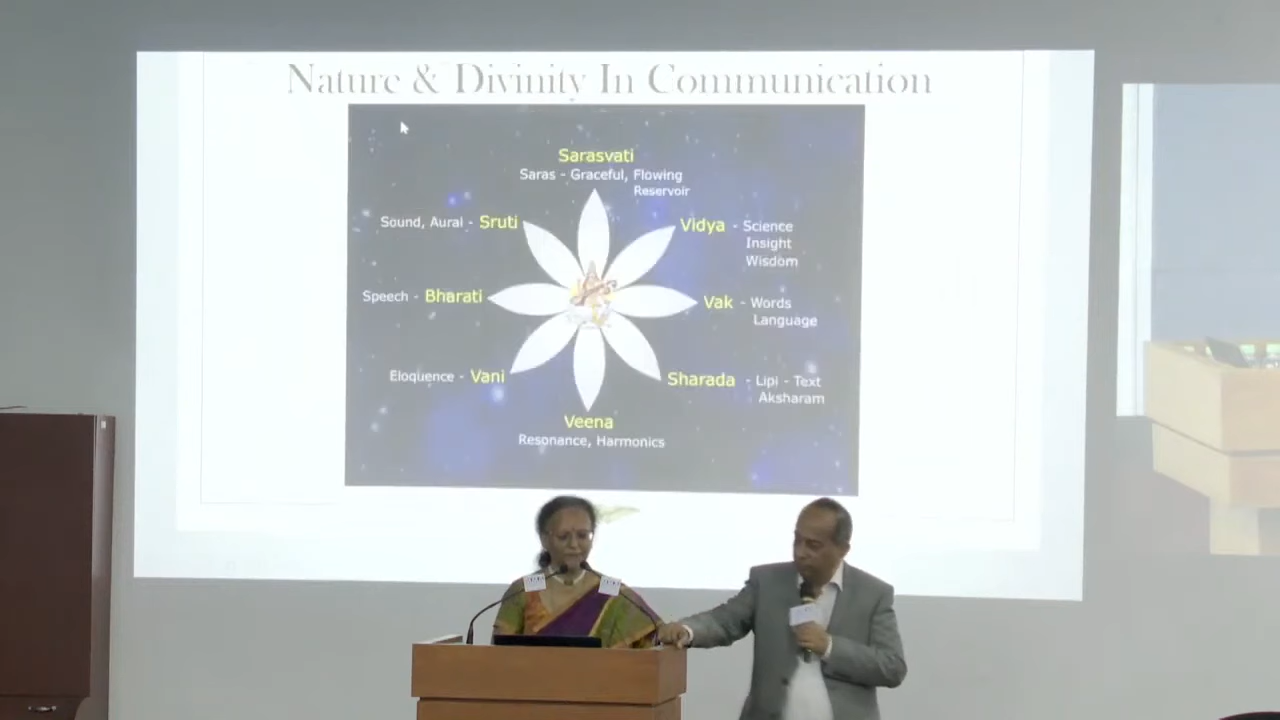 Nature & Divinity In Communication
Sarasvati
Saras - Graceful, Flowing
Reservoir
Sound, Aural - Sruti
Vidya - Science
Insight
Wisdom
Speech - Bharati
Vak - Words
Language
Eloquence - Vani
Sharada - Lipi - Text
Aksharam
Veena
Resonance, Harmonics